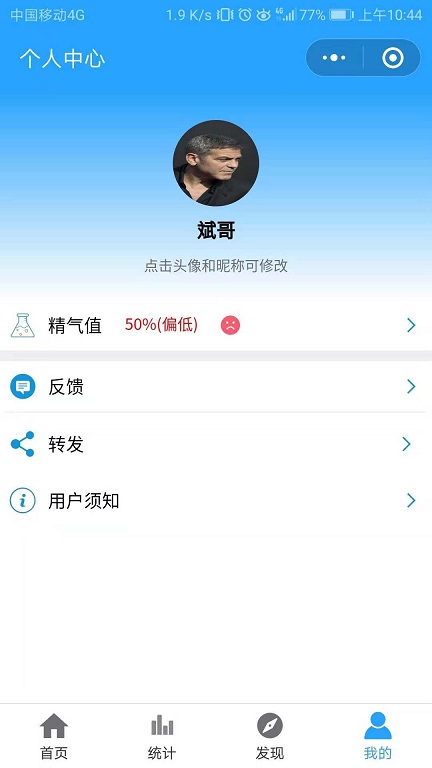 中国移动4G 1.9 K/s 4G 77% 上午10:44
个人中心
斌哥
点击头像和昵称可修改
精气值 50%(偏低)
反馈
转发
用户须知
首页 统计 发现 我的